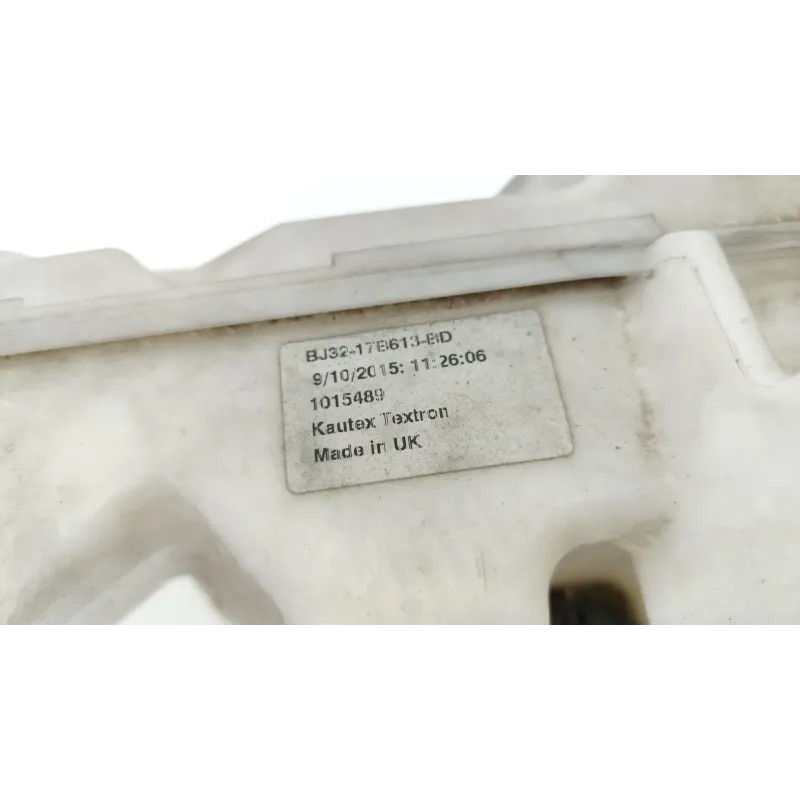 BJ32-17B613-BD
9/10/2015: 11:26:06
1015489
Kautex Textron
Made in UK